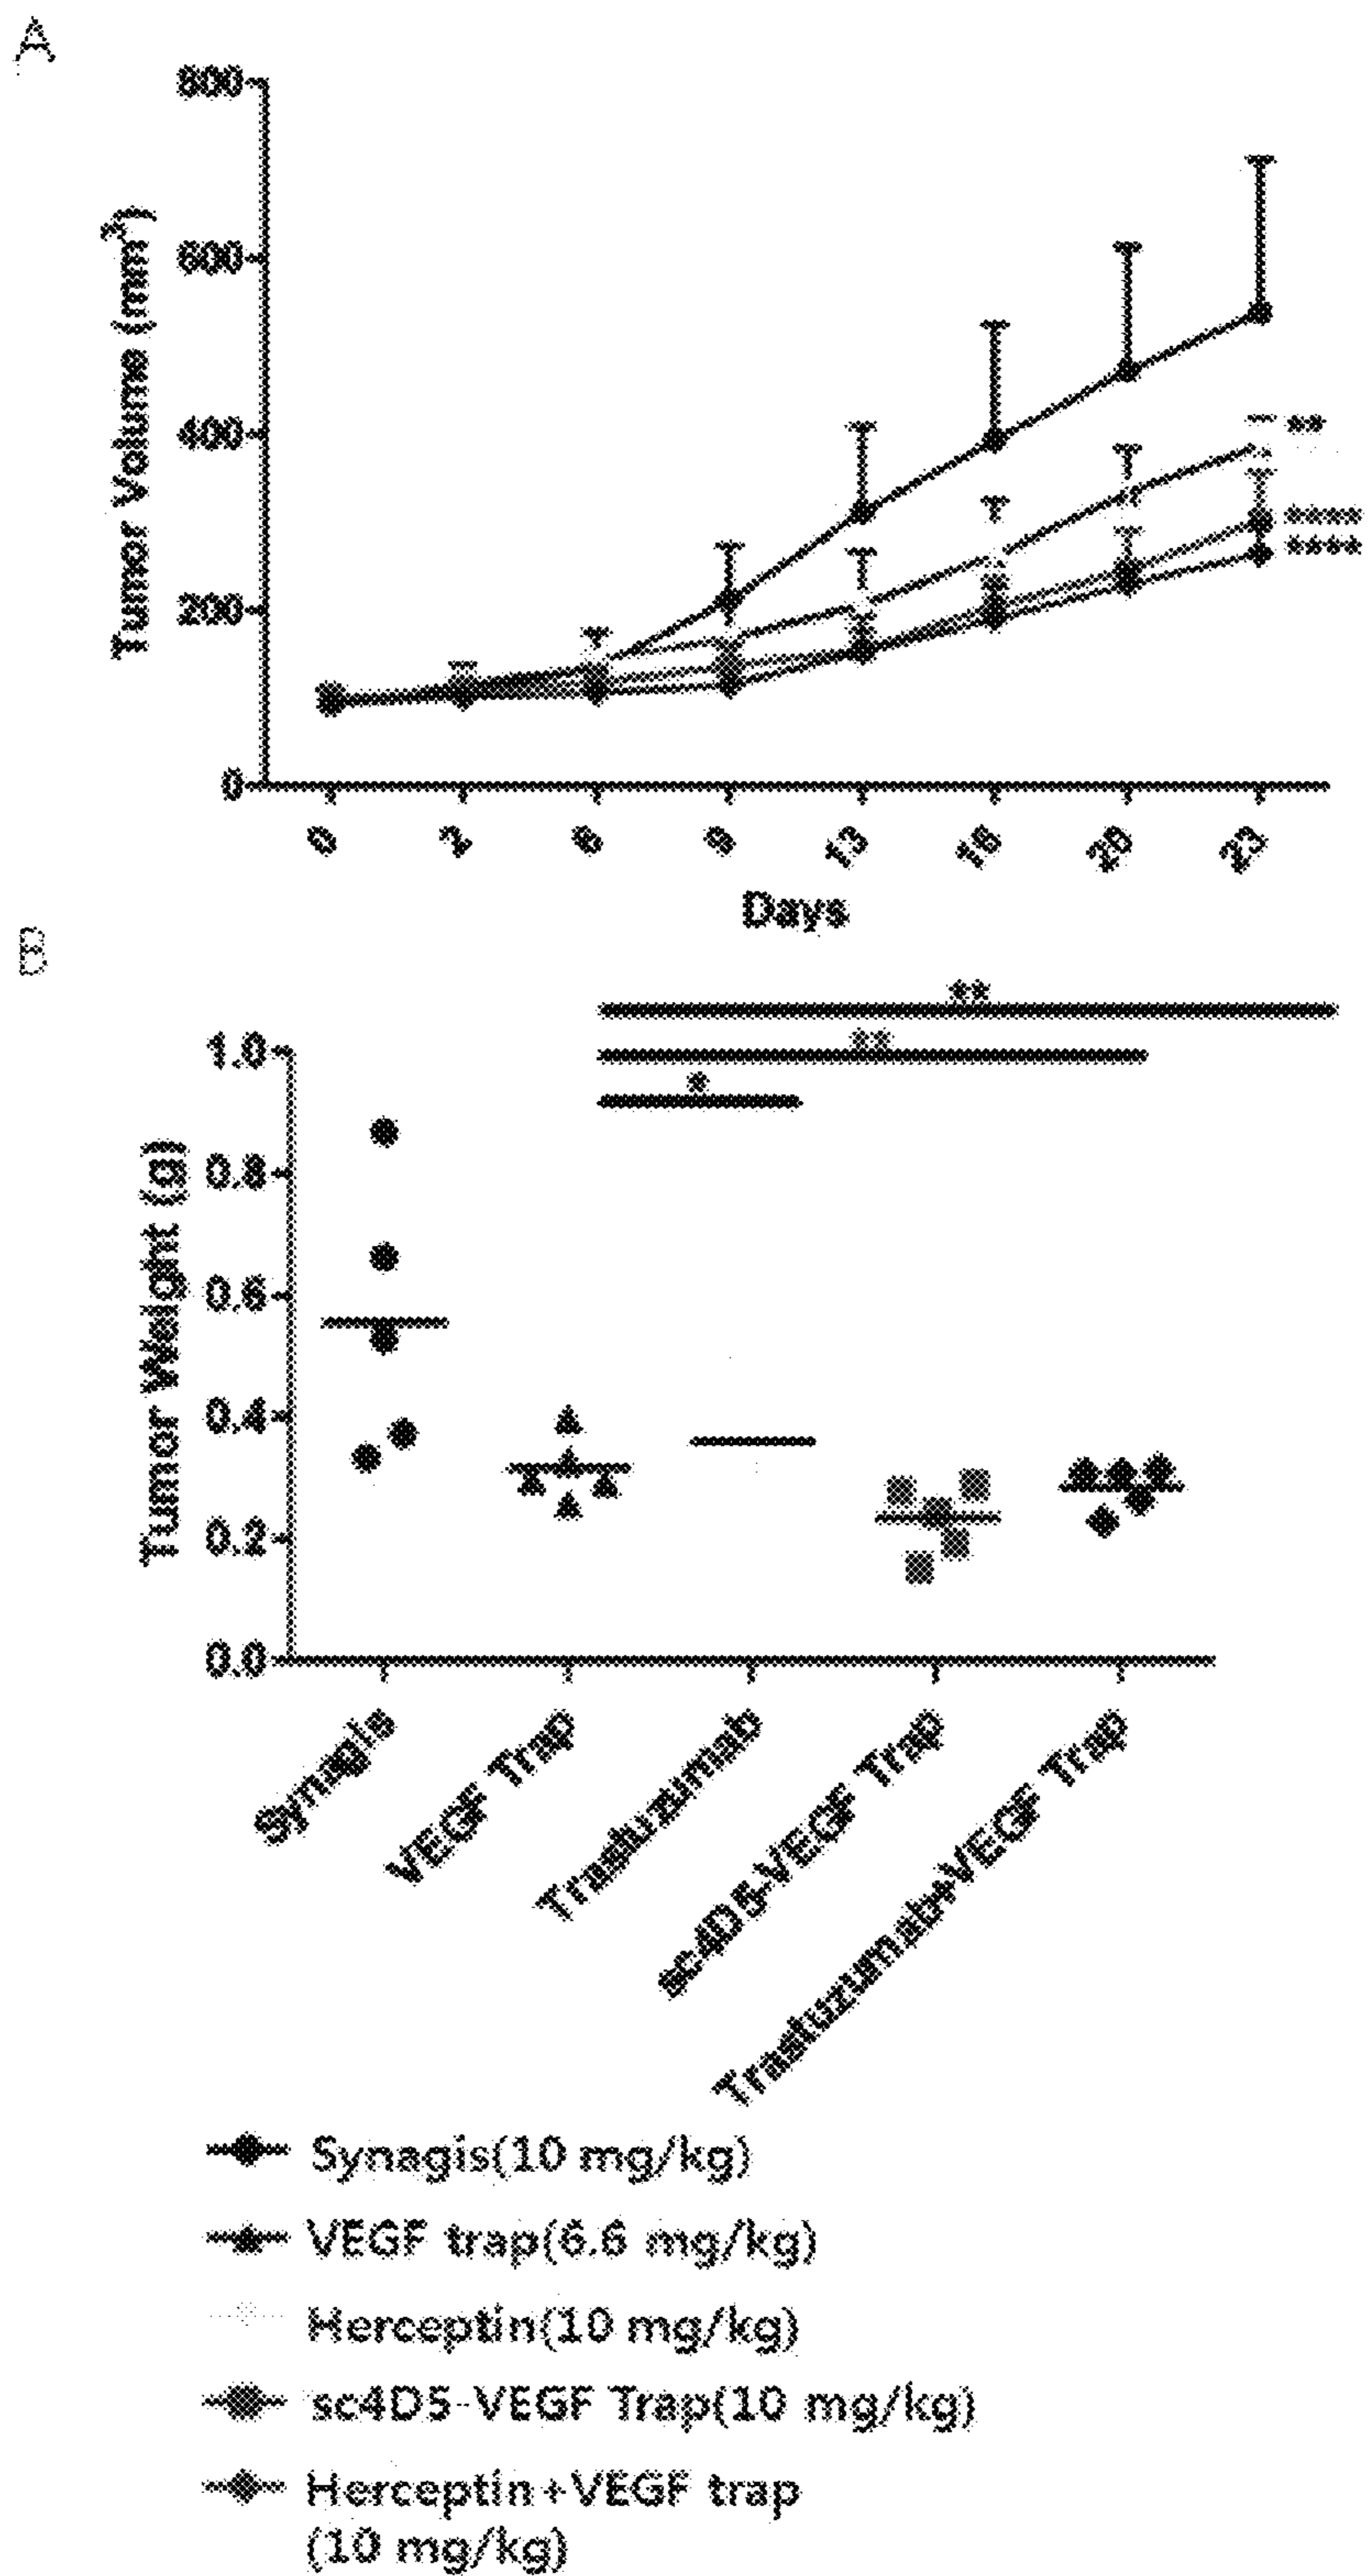 A
800
600
400
200
0
Tumor Volume (mm³)
0 2 6 9 13 16 20 23
Days
**
****
****
B
**
**
*
1.0
0.8
0.6
0.4
0.2
0.0
Tumor Weight (g)
Synagis
VEGF Trap
Trastuzumab
sc4D5-VEGF Trap
Trastuzumab+VEGF Trap
Synagis(10 mg/kg)
VEGF trap(6.6 mg/kg)
Herceptin(10 mg/kg)
sc4D5-VEGF Trap(10 mg/kg)
Herceptin+VEGF trap
(10 mg/kg)